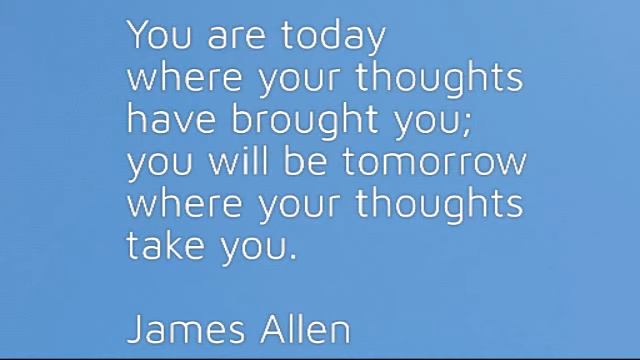 You are today
where your thoughts
have brought you;
you will be tomorrow
where your thoughts
take you.
James Allen